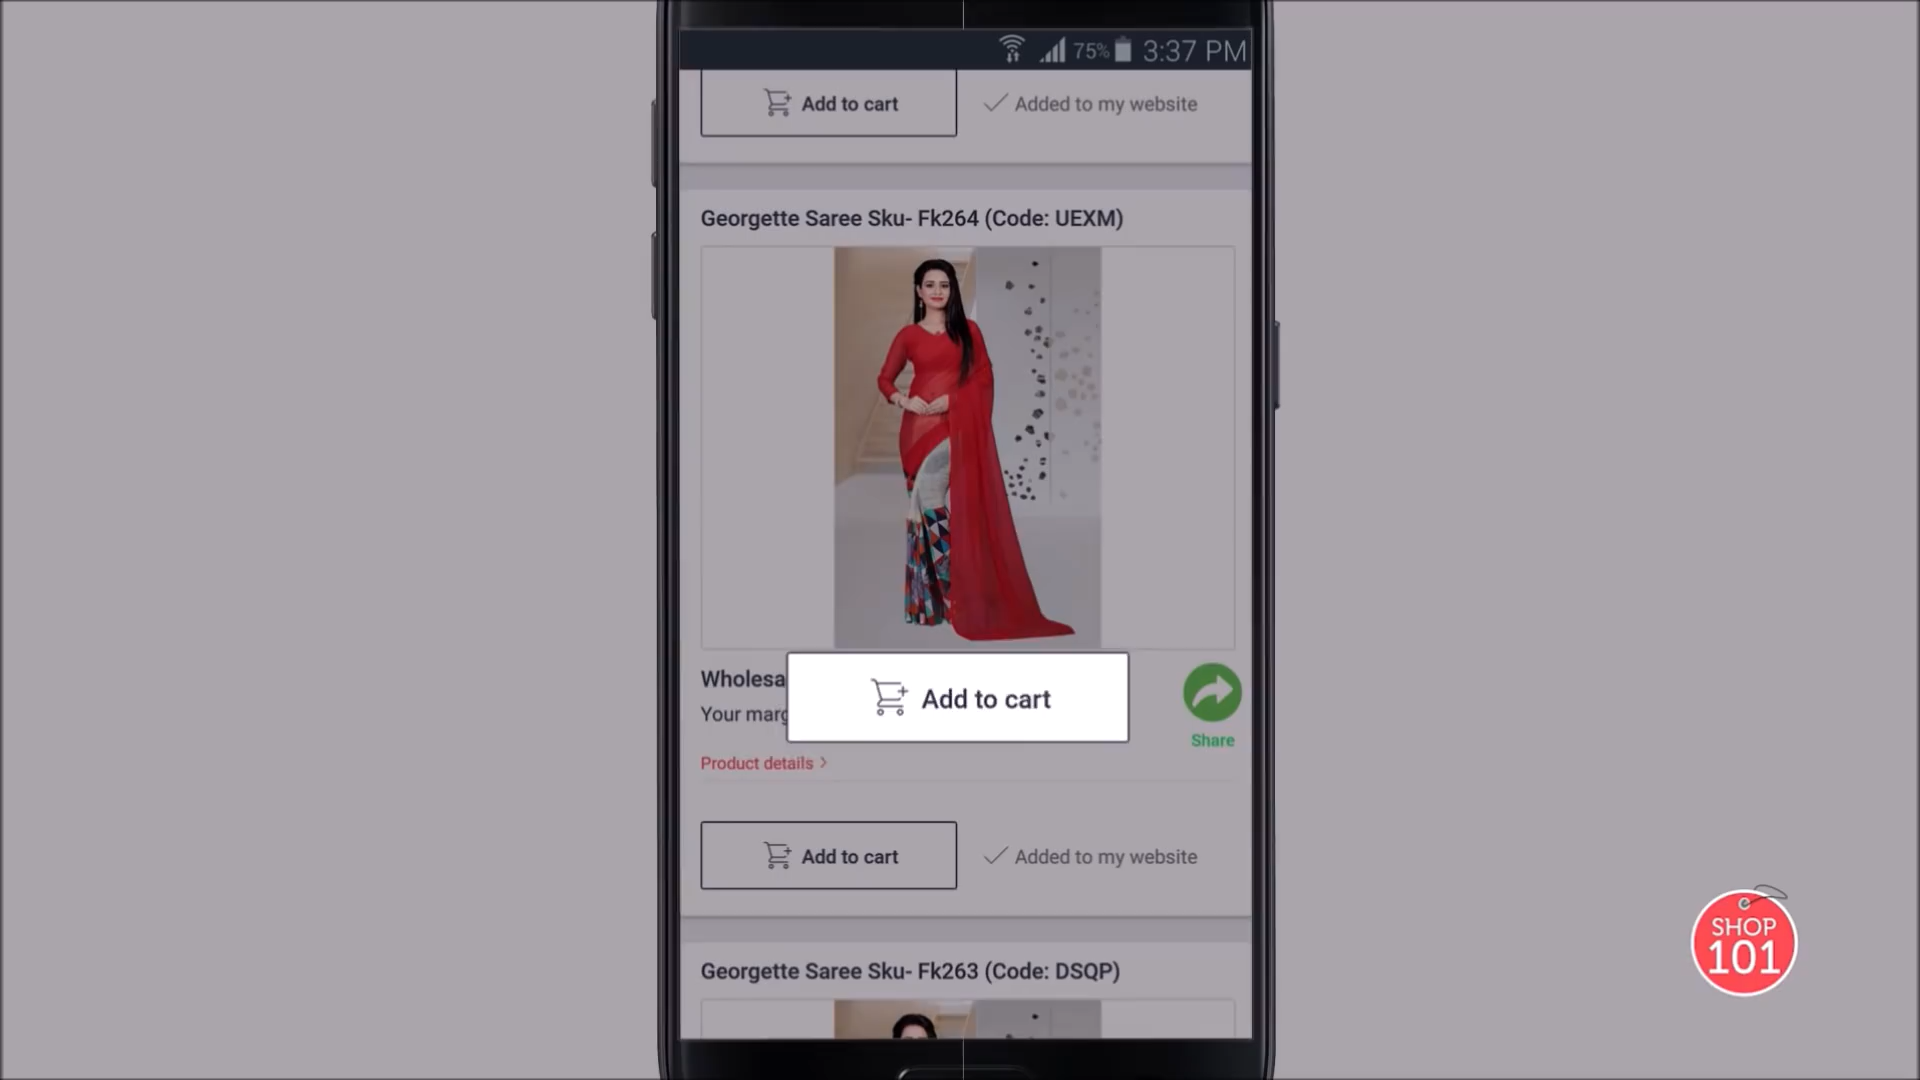 75% 3:37 PM
Add to cart
Added to my website
Georgette Saree Sku- Fk264 (Code: UEXM)
Add to cart
Your
Share
Product details >
Add to cart
Added to my website
Georgette Saree Sku- Fk263 (Code: DSQP)
SHOP
101